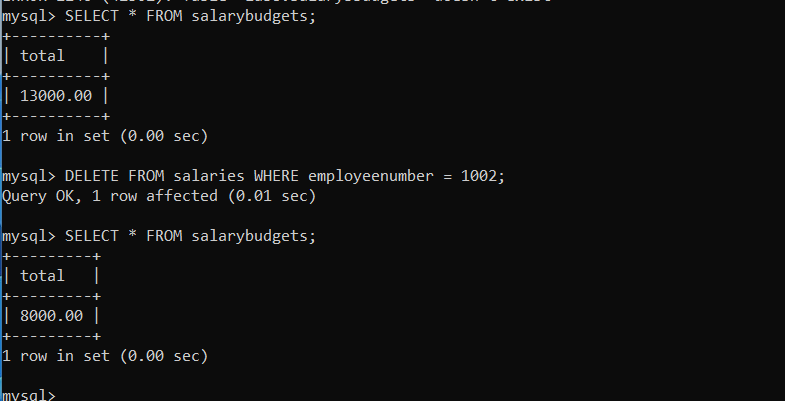 mysql> SELECT * FROM salarybudgets;
+----------+
| total    |
+----------+
| 13000.00 |
+----------+
1 row in set (0.00 sec)
mysql> DELETE FROM salaries WHERE employeenumber = 1002;
Query OK, 1 row affected (0.01 sec)
mysql> SELECT * FROM salarybudgets;
+---------+
| total   |
+---------+
| 8000.00 |
+---------+
1 row in set (0.00 sec)
mysql>